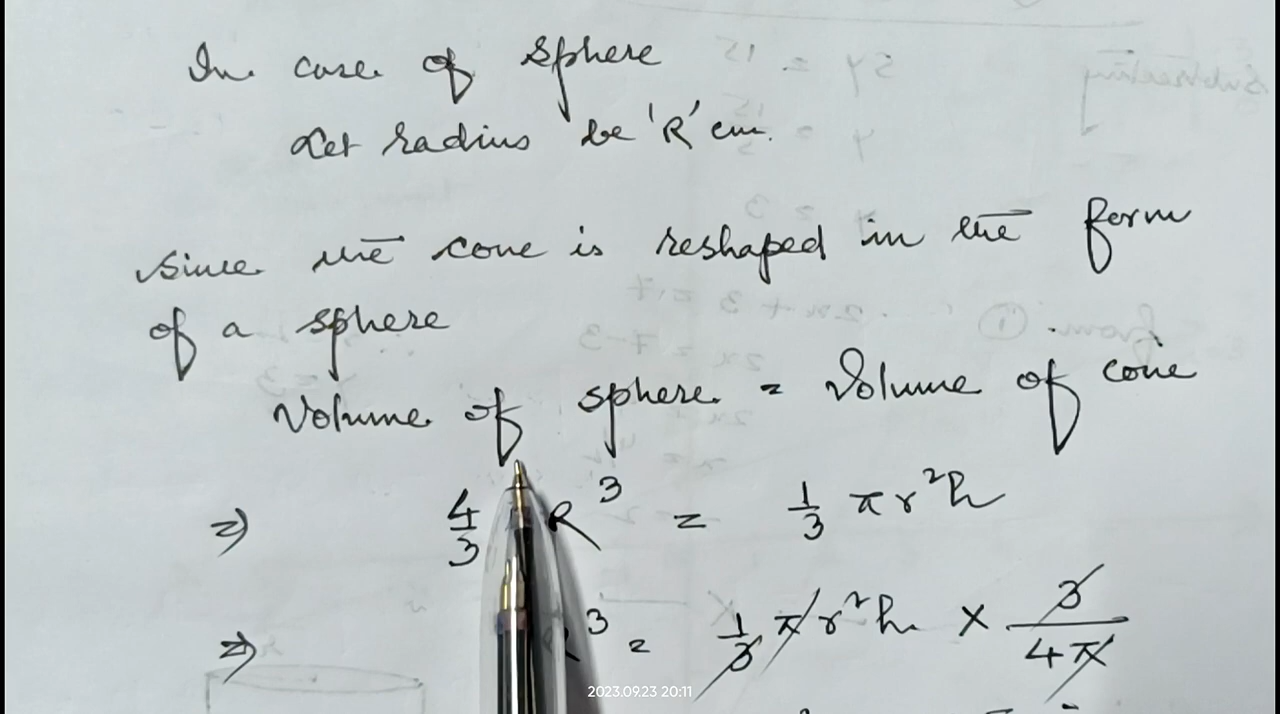 In case of sphere
Let radius be 'R' cm.
Since the cone is reshaped in the form
of a sphere
Volume of sphere = Volume of cone
⇒ 4/3 R³ = 1/3 πr²h
⇒ R³ = 1/3 πr²h × 3/4π
2023.09.23 20:11